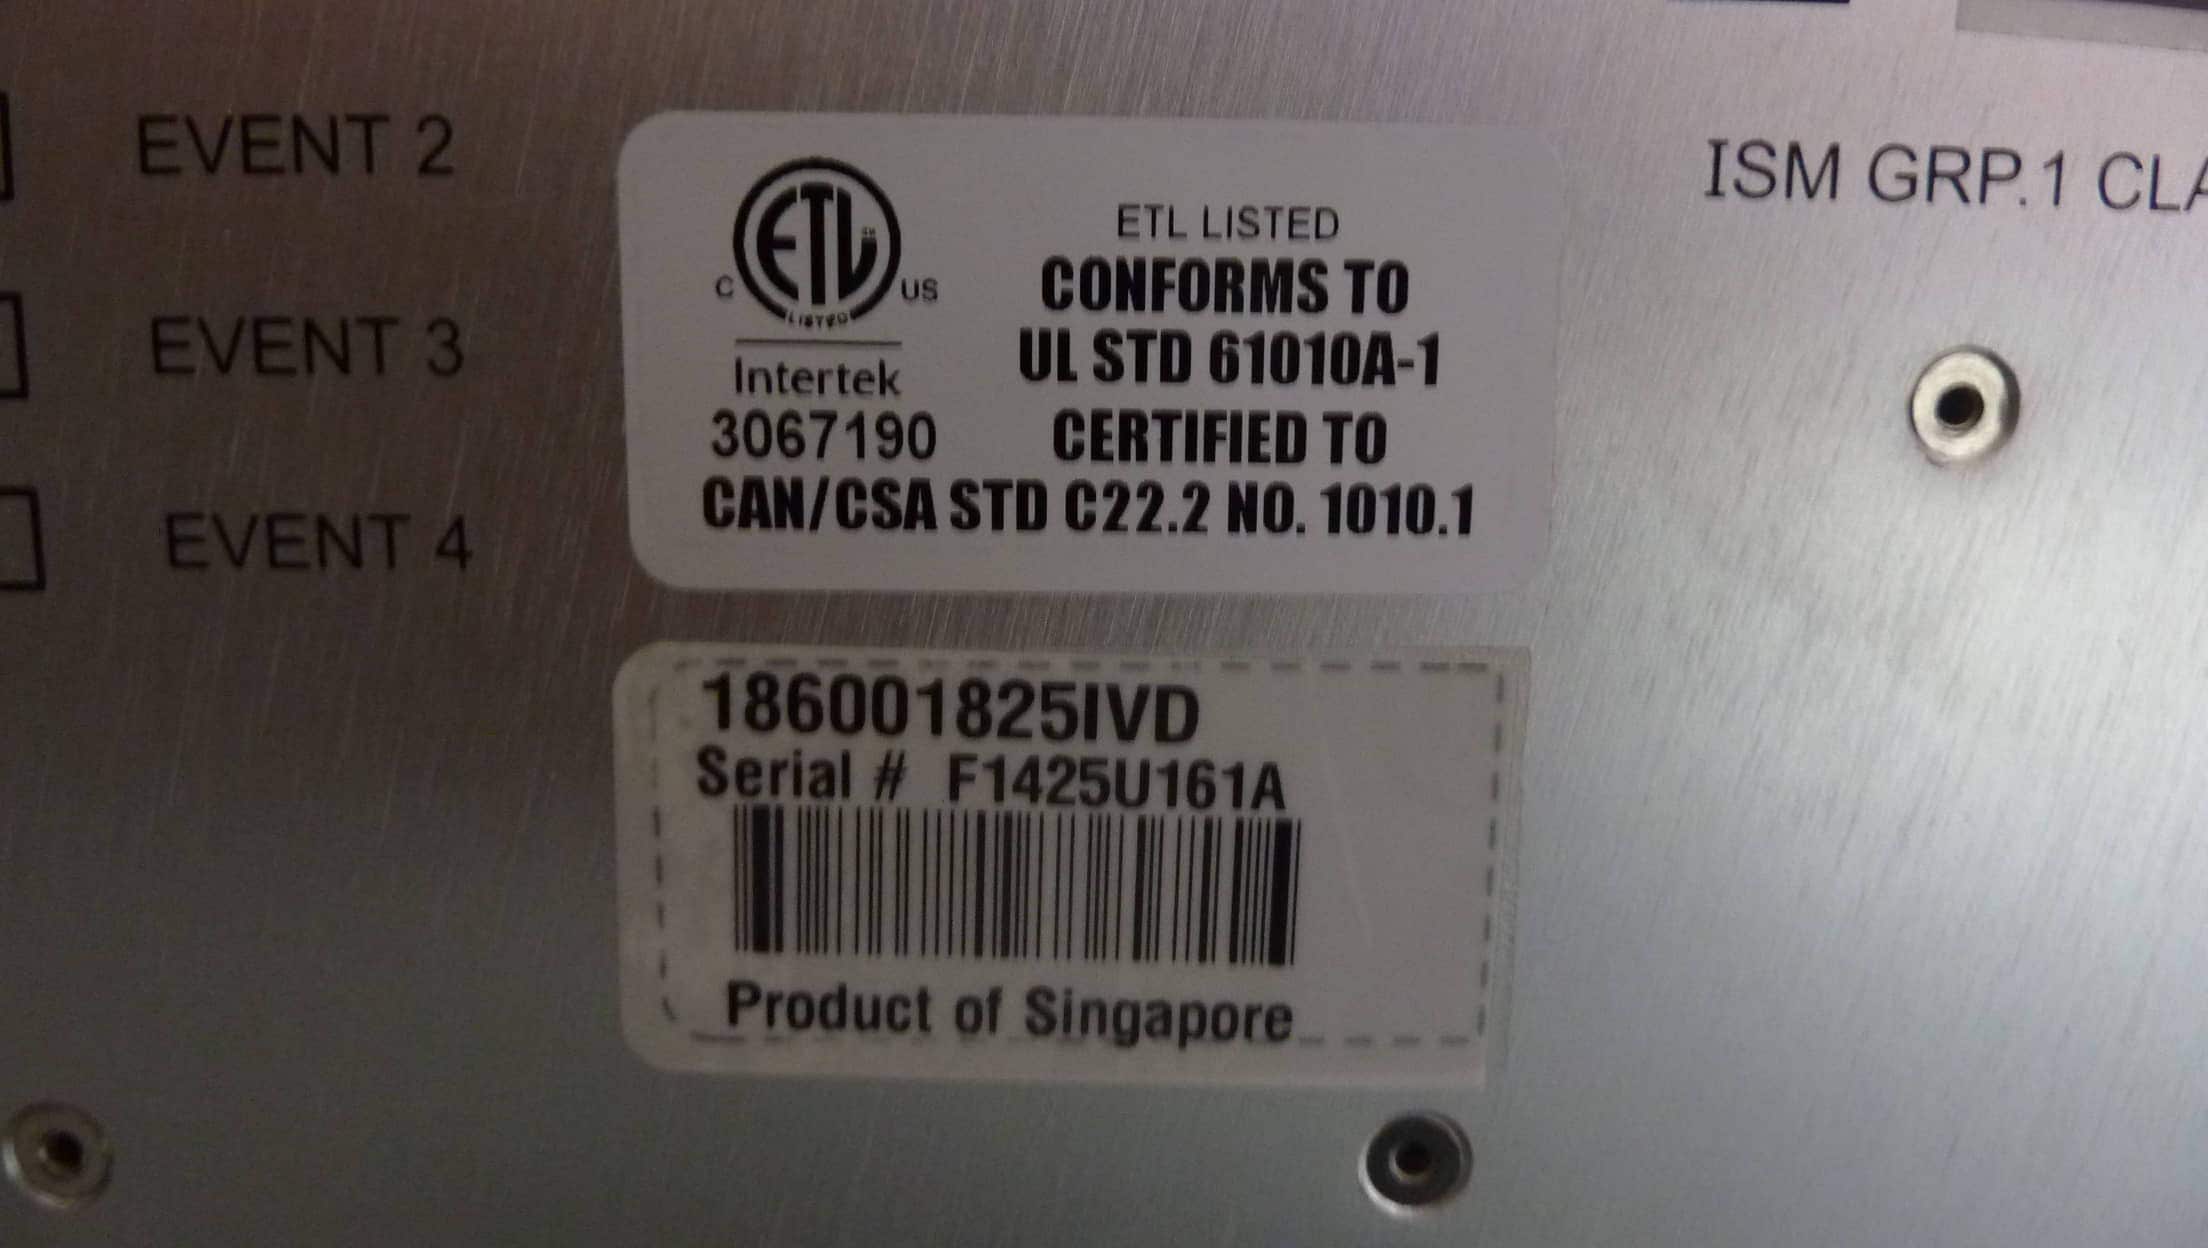 EVENT 2
EVENT 3
EVENT 4
ETL
C US
LISTED
Intertek
3067190
ETL LISTED
CONFORMS TO
UL STD 61010A-1
CERTIFIED TO
CAN/CSA STD C22.2 NO. 1010.1
ISM GRP.1 CLA
186001825IVD
Serial # F1425U161A
Product of Singapore